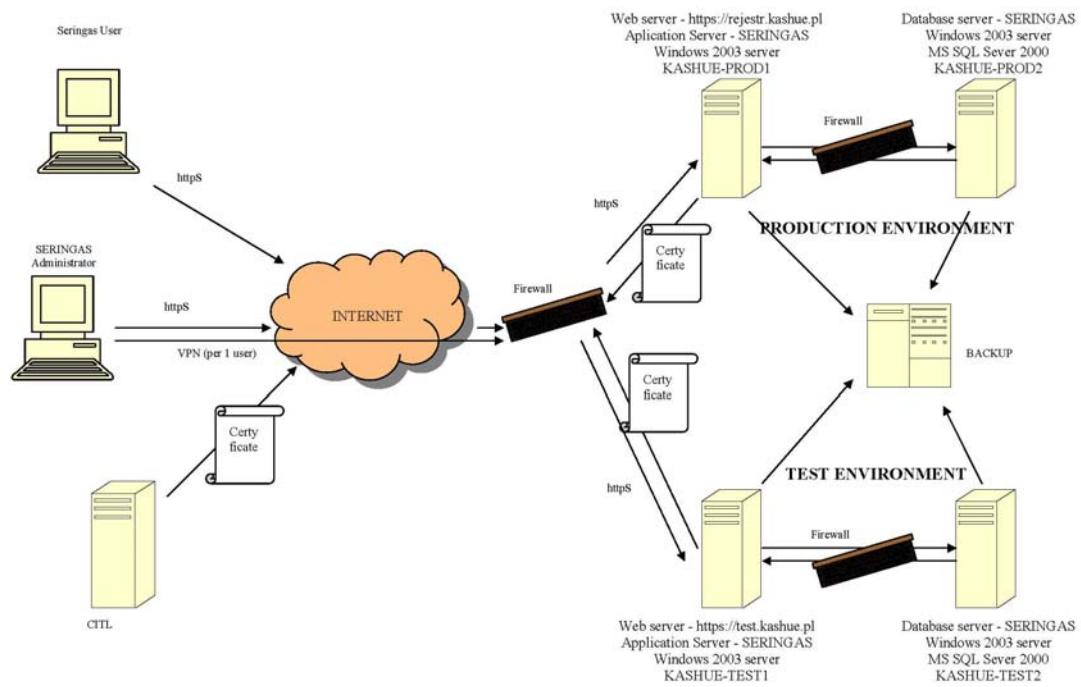 Seringas User
Web server - https://rejestr.kashue.pl
Aplication Server - SERINGAS
Windows 2003 server
KASHUE-PROD1
Database server - SERINGAS
Windows 2003 server
MS SQL Sever 2000
KASHUE-PROD2
Firewall
httpS
httpS
PRODUCTION ENVIRONMENT
Certy
ficate
SERINGAS
Administrator
httpS
VPN (per 1 user)
INTERNET
Firewall
BACKUP
Certy
ficate
Certy
ficate
TEST ENVIRONMENT
httpS
Firewall
CITL
Web server - https://test.kashue.pl
Application Server - SERINGAS
Windows 2003 server
KASHUE-TEST1
Database server - SERINGAS
Windows 2003 server
MS SQL Sever 2000
KASHUE-TEST2